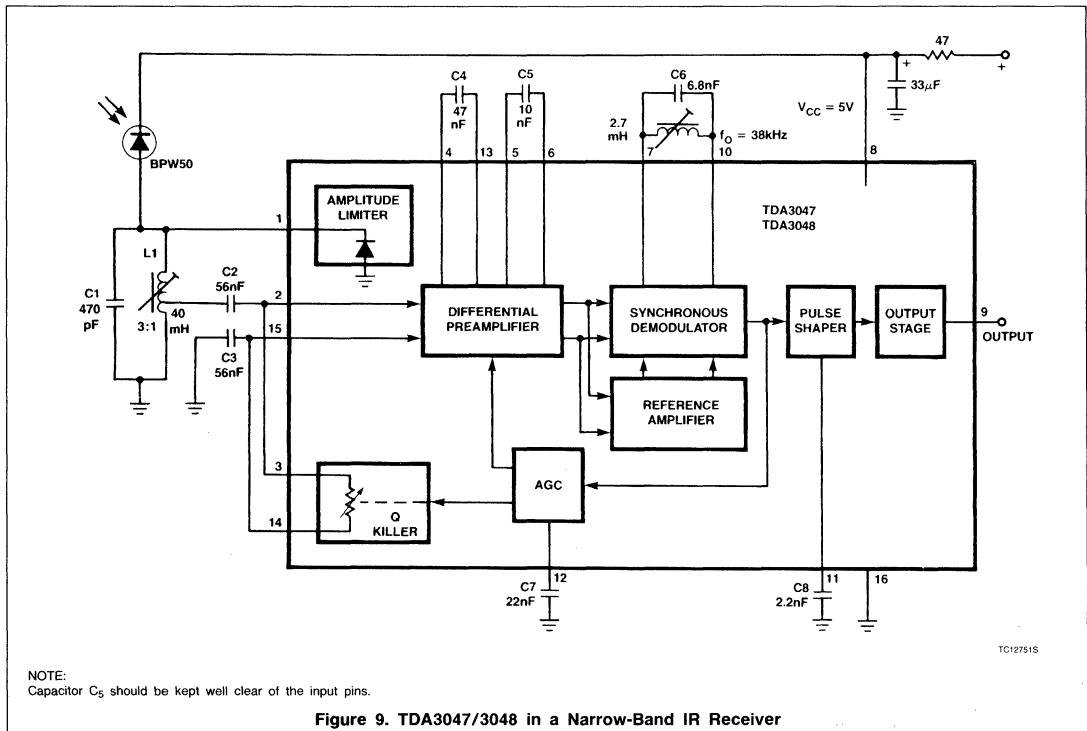 47
+
+
33μF
VCC = 5V
C4
47
nF
C5
10
nF
C6
6.8nF
2.7
mH
fO = 38kHz
4
13
5
6
7
10
8
BPW50
1
AMPLITUDE
LIMITER
TDA3047
TDA3048
L1
C1
470
pF
3:1
40
mH
C2
56nF
2
15
C3
56nF
DIFFERENTIAL
PREAMPLIFIER
SYNCHRONOUS
DEMODULATOR
PULSE
SHAPER
OUTPUT
STAGE
9
OUTPUT
REFERENCE
AMPLIFIER
3
14
Q
KILLER
AGC
C7
22nF
12
C8
2.2nF
11
16
TC12751S
NOTE:
Capacitor C5 should be kept well clear of the input pins.
Figure 9. TDA3047/3048 in a Narrow-Band IR Receiver